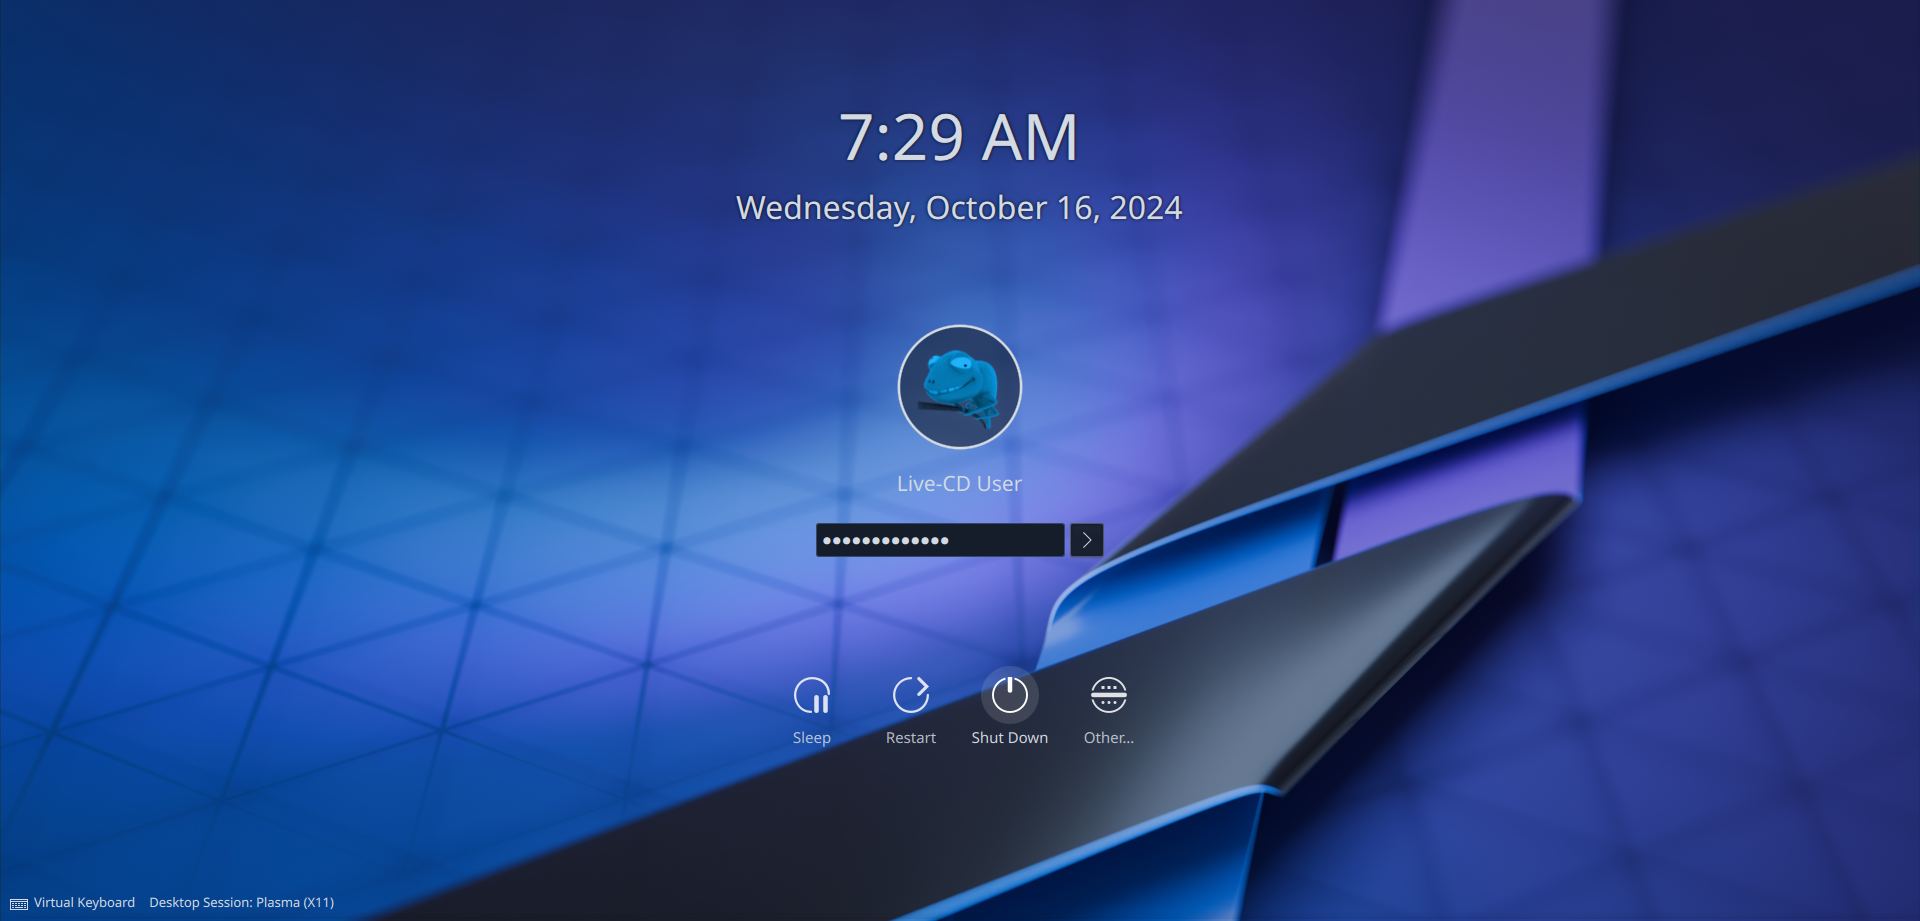 7:29 AM
Wednesday, October 16, 2024
Live-CD User
Sleep
Restart
Shut Down
Other...
Virtual Keyboard
Desktop Session: Plasma (X11)